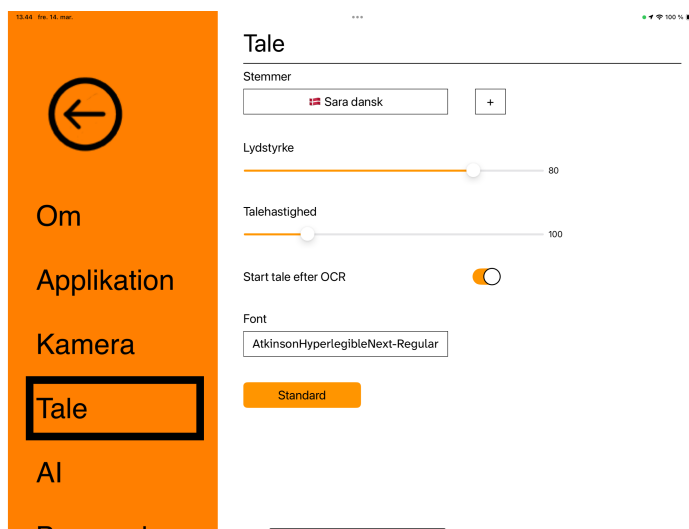 13.44 fre. 14. mar.
100 %
Tale
Stemmer
Sara dansk
+
Lydstyrke
80
Talehastighed
100
Start tale efter OCR
Font
AtkinsonHyperlegibleNext-Regular
Standard
Om
Applikation
Kamera
Tale
AI